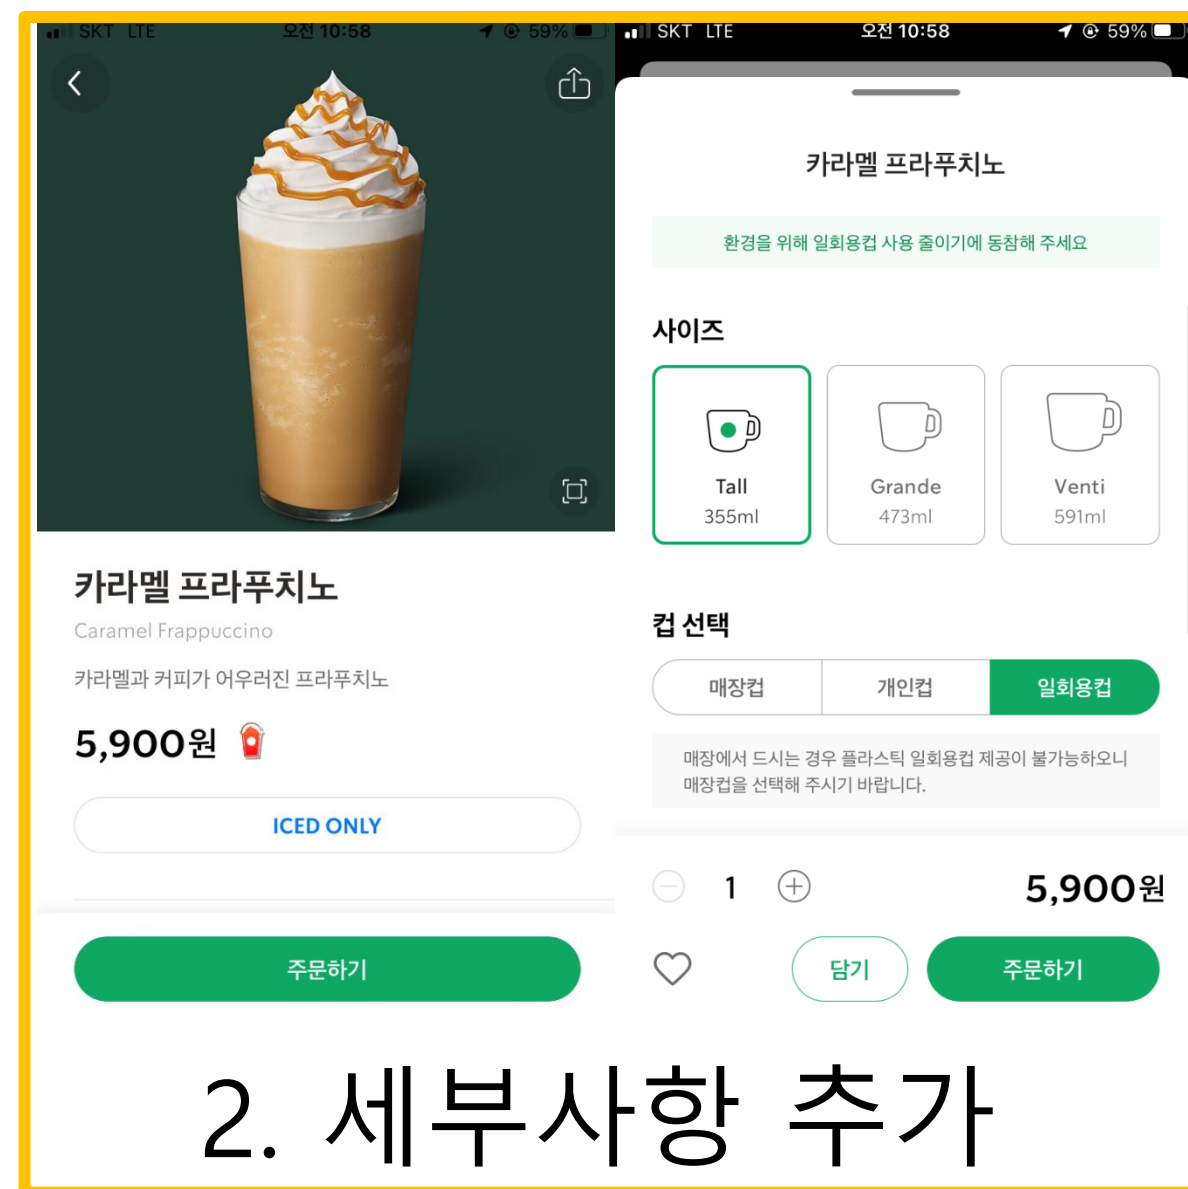 SKT LTE 오전 10:58 59%
카라멜 프라푸치노
Caramel Frappuccino
카라멜과 커피가 어우러진 프라푸치노
5,900원
ICED ONLY
주문하기
SKT LTE 오전 10:58 59%
카라멜 프라푸치노
환경을 위해 일회용컵 사용 줄이기에 동참해 주세요
사이즈
Tall Grande Venti
355ml 473ml 591ml
컵 선택
매장컵 개인컵 일회용컵
매장에서 드시는 경우 플라스틱 일회용컵 제공이 불가능하오니
매장컵을 선택해 주시기 바랍니다.
1 5,900원
담기 주문하기
2. 세부사항 추가